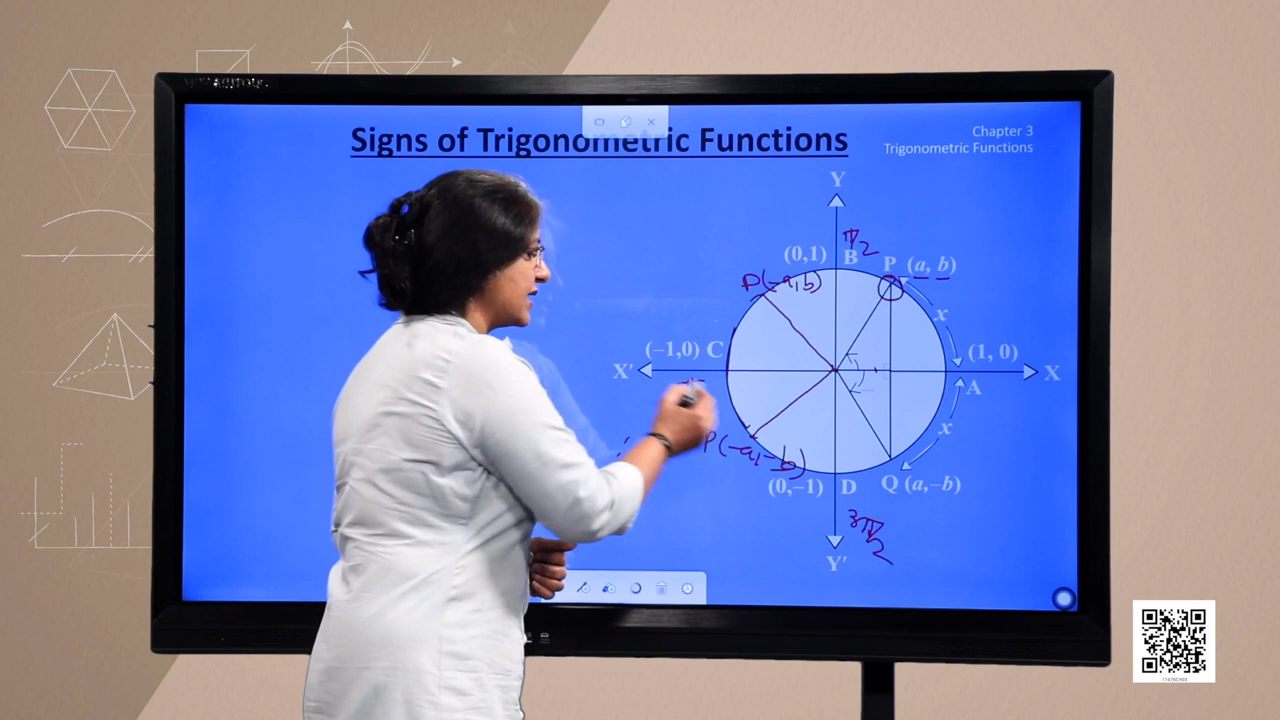 Signs of Trigonometric Functions
Chapter 3
Trigonometric Functions
Y
π/2
(0,1) B P (a, b)
P(-a,b)
x
(−1,0) C
(1, 0)
X′
X
A
x
P(-a,-b)
(0,−1) D Q (a,−b)
3π/2
Y′
11076CH03